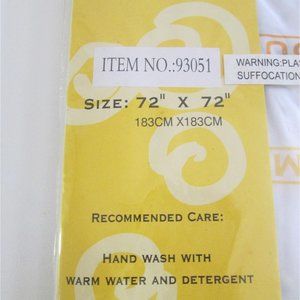 ITEM NO.:93051
WARNING:PLA
SUFFOCATION
SIZE: 72" X 72"
183CM X183CM
RECOMMENDED CARE:
HAND WASH WITH
WARM WATER AND DETERGENT